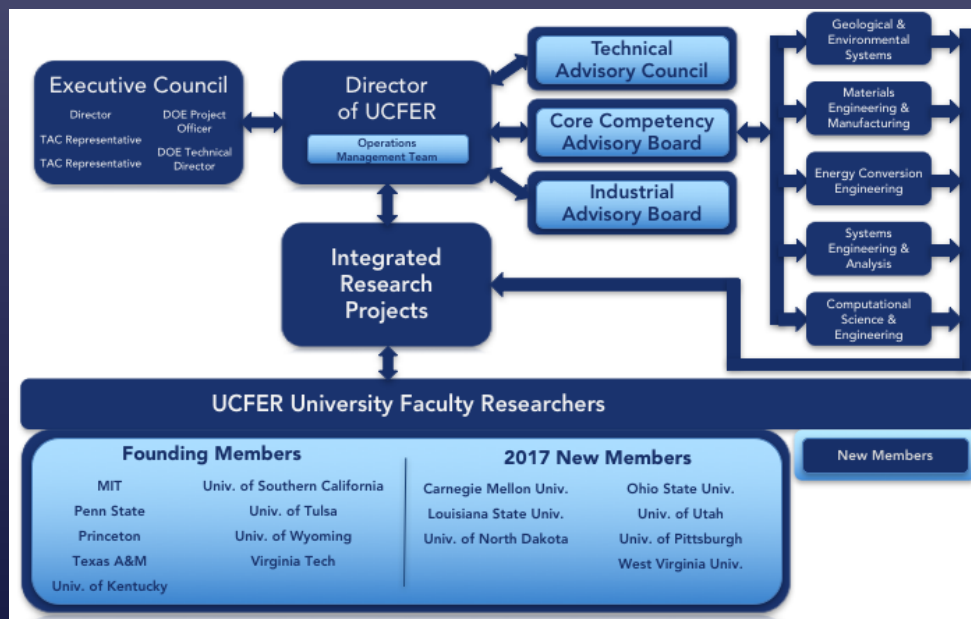 Executive Council
Director
TAC Representative
TAC Representative
DOE Project
Officer
DOE Technical
Director
Director
of UCFER
Operations
Management Team
Technical
Advisory Council
Core Competency
Advisory Board
Industrial
Advisory Board
Geological &
Environmental
Systems
Materials
Engineering &
Manufacturing
Energy Conversion
Engineering
Systems
Engineering &
Analysis
Computational
Science &
Engineering
Integrated
Research
Projects
UCFER University Faculty Researchers
Founding Members
MIT
Penn State
Princeton
Texas A&M
Univ. of Kentucky
Univ. of Southern California
Univ. of Tulsa
Univ. of Wyoming
Virginia Tech
2017 New Members
Carnegie Mellon Univ.
Louisiana State Univ.
Univ. of North Dakota
Ohio State Univ.
Univ. of Utah
Univ. of Pittsburgh
West Virginia Univ.
New Members